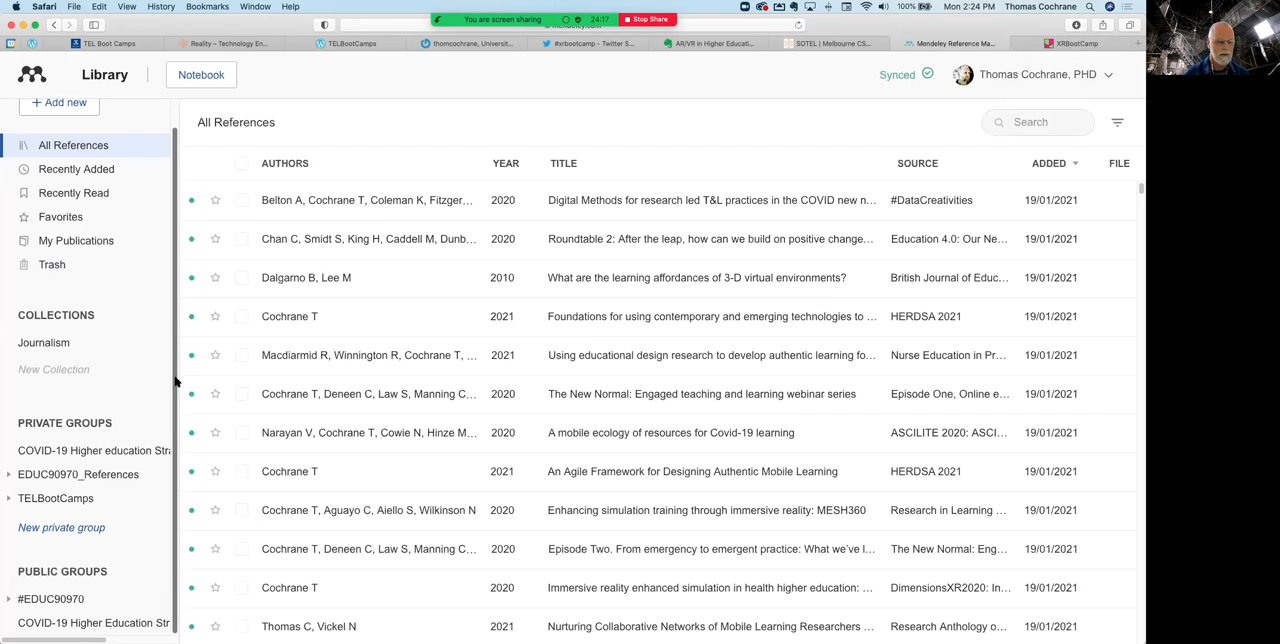 Safari File Edit View History Bookmarks Window Help 100% Mon 2:24 PM Thomas Cochrane
You are screen sharing 24:17 Stop Share
TEL Boot Camps Reality – Technology En... TELBootCamps thomcochrane, Universit... #xrbootcamp - Twitter S... AR/VR in Higher Educati... SOTEL | Melbourne CS... Mendeley Reference Ma... XRBootCamp
Library Notebook Synced Thomas Cochrane, PHD
+ Add new
All References
Recently Added
Recently Read
Favorites
My Publications
Trash
COLLECTIONS
Journalism
New Collection
PRIVATE GROUPS
COVID-19 Higher education Stra
EDUC90970_References
TELBootCamps
New private group
PUBLIC GROUPS
#EDUC90970
COVID-19 Higher Education Str
All References Search
AUTHORS YEAR TITLE SOURCE ADDED FILE
Belton A, Cochrane T, Coleman K, Fitzger... 2020 Digital Methods for research led T&L practices in the COVID new n... #DataCreativities 19/01/2021
Chan C, Smidt S, King H, Caddell M, Dunb... 2020 Roundtable 2: After the leap, how can we build on positive change... Education 4.0: Our Ne... 19/01/2021
Dalgarno B, Lee M 2010 What are the learning affordances of 3-D virtual environments? British Journal of Educ... 19/01/2021
Cochrane T 2021 Foundations for using contemporary and emerging technologies to ... HERDSA 2021 19/01/2021
Macdiarmid R, Winnington R, Cochrane T, ... 2021 Using educational design research to develop authentic learning fo... Nurse Education in Pr... 19/01/2021
Cochrane T, Deneen C, Law S, Manning C... 2020 The New Normal: Engaged teaching and learning webinar series Episode One, Online e... 19/01/2021
Narayan V, Cochrane T, Cowie N, Hinze M... 2020 A mobile ecology of resources for Covid-19 learning ASCILITE 2020: ASCI... 19/01/2021
Cochrane T 2021 An Agile Framework for Designing Authentic Mobile Learning HERDSA 2021 19/01/2021
Cochrane T, Aguayo C, Aiello S, Wilkinson N 2020 Enhancing simulation training through immersive reality: MESH360 Research in Learning ... 19/01/2021
Cochrane T, Deneen C, Law S, Manning C... 2020 Episode Two. From emergency to emergent practice: What we've l... The New Normal: Eng... 19/01/2021
Cochrane T 2020 Immersive reality enhanced simulation in health higher education: ... DimensionsXR2020: In... 19/01/2021
Thomas C, Vickel N 2021 Nurturing Collaborative Networks of Mobile Learning Researchers ... Research Anthology o... 19/01/2021